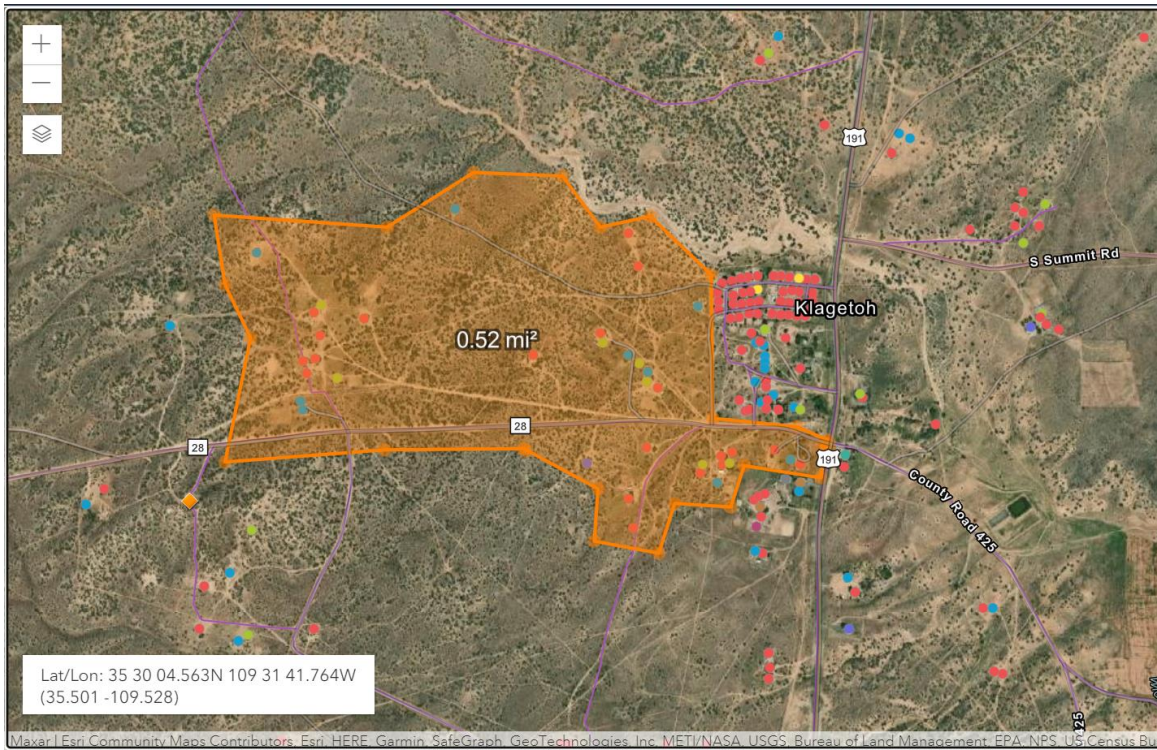 +
−
191
S Summit Rd
Klagetoh
0.52 mi²
28
28
191
County Road 425
425
Lat/Lon: 35 30 04.563N 109 31 41.764W
(35.501 -109.528)
Maxar | Esri Community Maps Contributors, Esri, HERE, Garmin, SafeGraph, GeoTechnologies, Inc, METI/NASA, USGS, Bureau of Land Management, EPA, NPS, US Census Bu